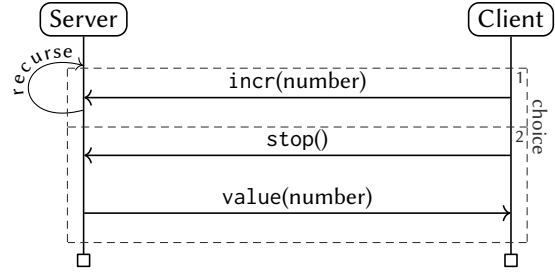 Server Client
recurse
1
incr(number)
choice
2
stop()
value(number)